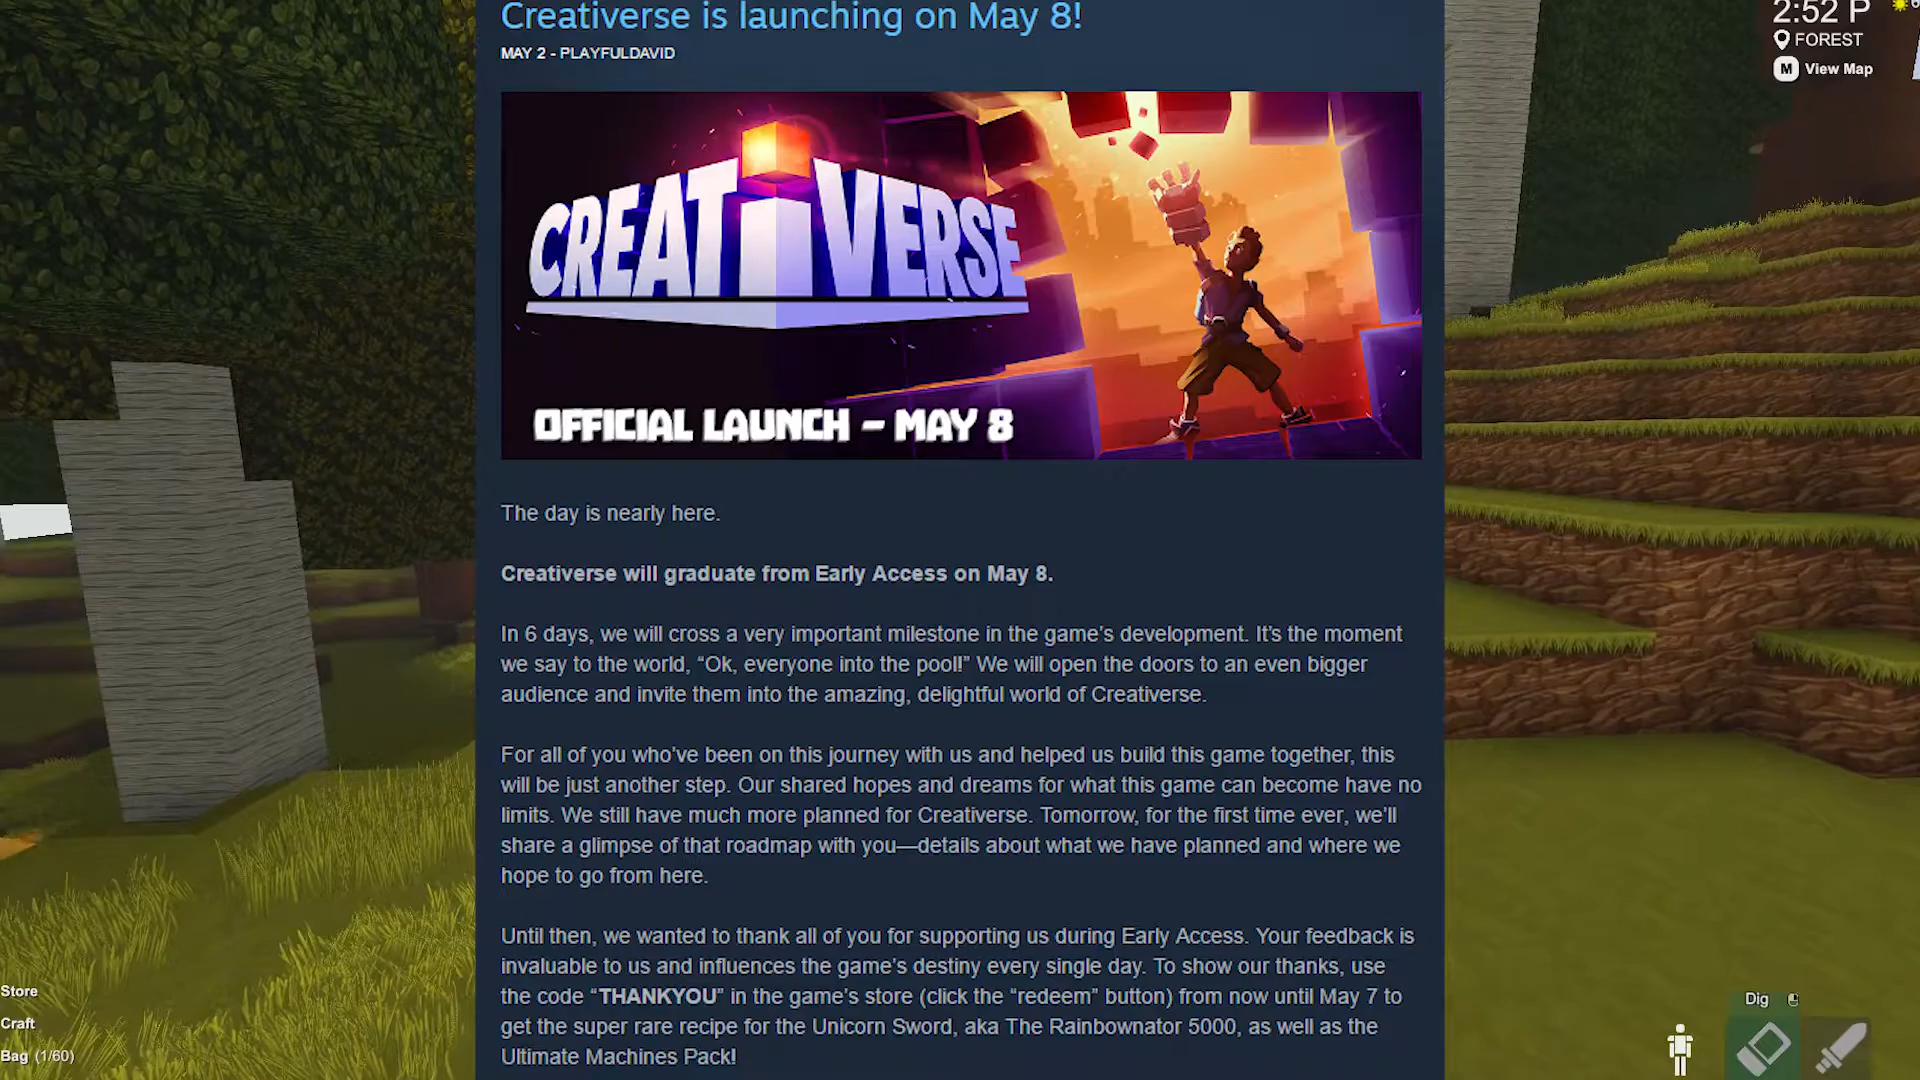 Creativerse is launching on May 8!
MAY 2 - PLAYFULDAVID
CREATIVERSE
OFFICIAL LAUNCH – MAY 8
The day is nearly here.
Creativerse will graduate from Early Access on May 8.
In 6 days, we will cross a very important milestone in the game’s development. It’s the moment
we say to the world, “Ok, everyone into the pool!” We will open the doors to an even bigger
audience and invite them into the amazing, delightful world of Creativerse.
For all of you who’ve been on this journey with us and helped us build this game together, this
will be just another step. Our shared hopes and dreams for what this game can become have no
limits. We still have much more planned for Creativerse. Tomorrow, for the first time ever, we’ll
share a glimpse of that roadmap with you—details about what we have planned and where we
hope to go from here.
Until then, we wanted to thank all of you for supporting us during Early Access. Your feedback is
invaluable to us and influences the game’s destiny every single day. To show our thanks, use
the code “THANKYOU” in the game’s store (click the “redeem” button) from now until May 7 to
get the super rare recipe for the Unicorn Sword, aka The Rainbownator 5000, as well as the
Ultimate Machines Pack!
2:52 P
FOREST
M View Map
Store
Craft
Bag (1/60)
Dig